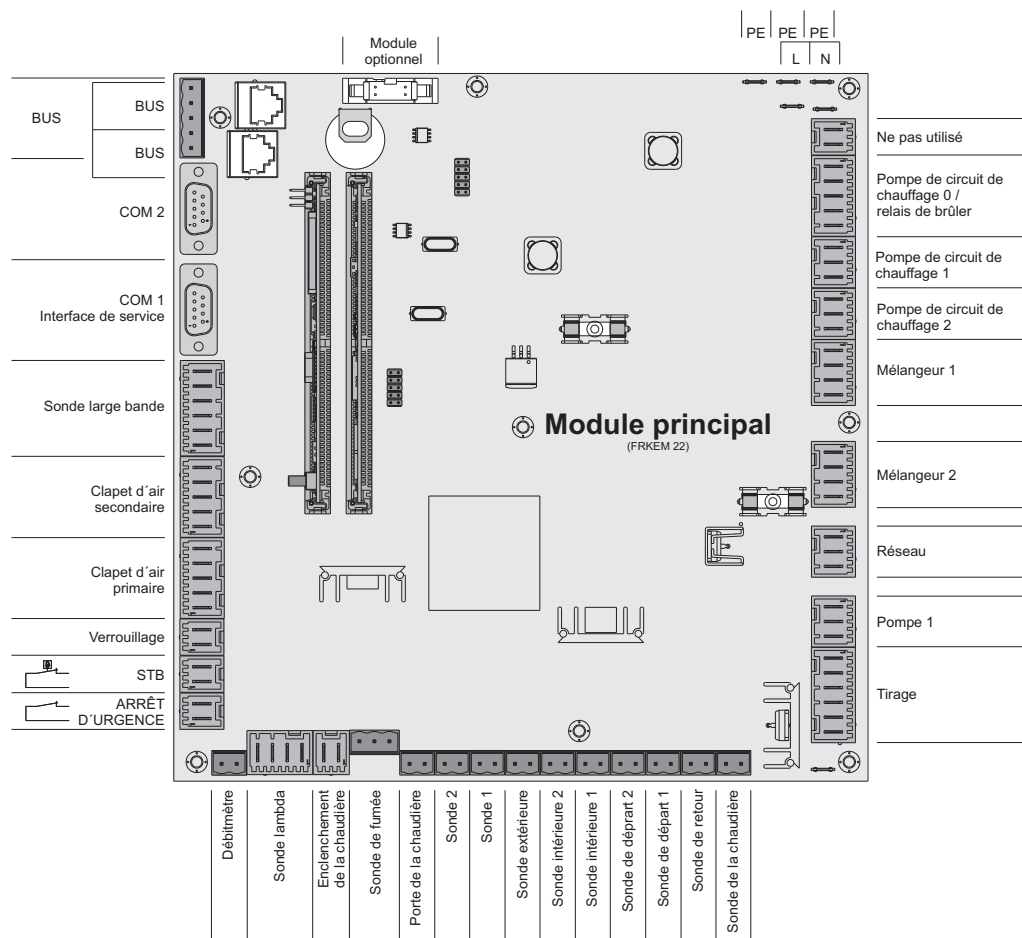 PE PE PE
L N
Module
optionnel
BUS
BUS
BUS
COM 2
COM 1
Interface de service
Sonde large bande
Clapet d´air
secondaire
Clapet d´air
primaire
Verrouillage
STB
ARRÊT
D´URGENCE
Module principal
(FRKEM 22)
Ne pas utilisé
Pompe de circuit de
chauffage 0 /
relais de brûler
Pompe de circuit de
chauffage 1
Pompe de circuit de
chauffage 2
Mélangeur 1
Mélangeur 2
Réseau
Pompe 1
Tirage
Débitmètre
Sonde lambda
Enclenchement
de la chaudière
Sonde de fumée
Porte de la chaudière
Sonde 2
Sonde 1
Sonde extérieure
Sonde intérieure 2
Sonde intérieure 1
Sonde de déprart 2
Sonde de départ 1
Sonde de retour
Sonde de la chaudière